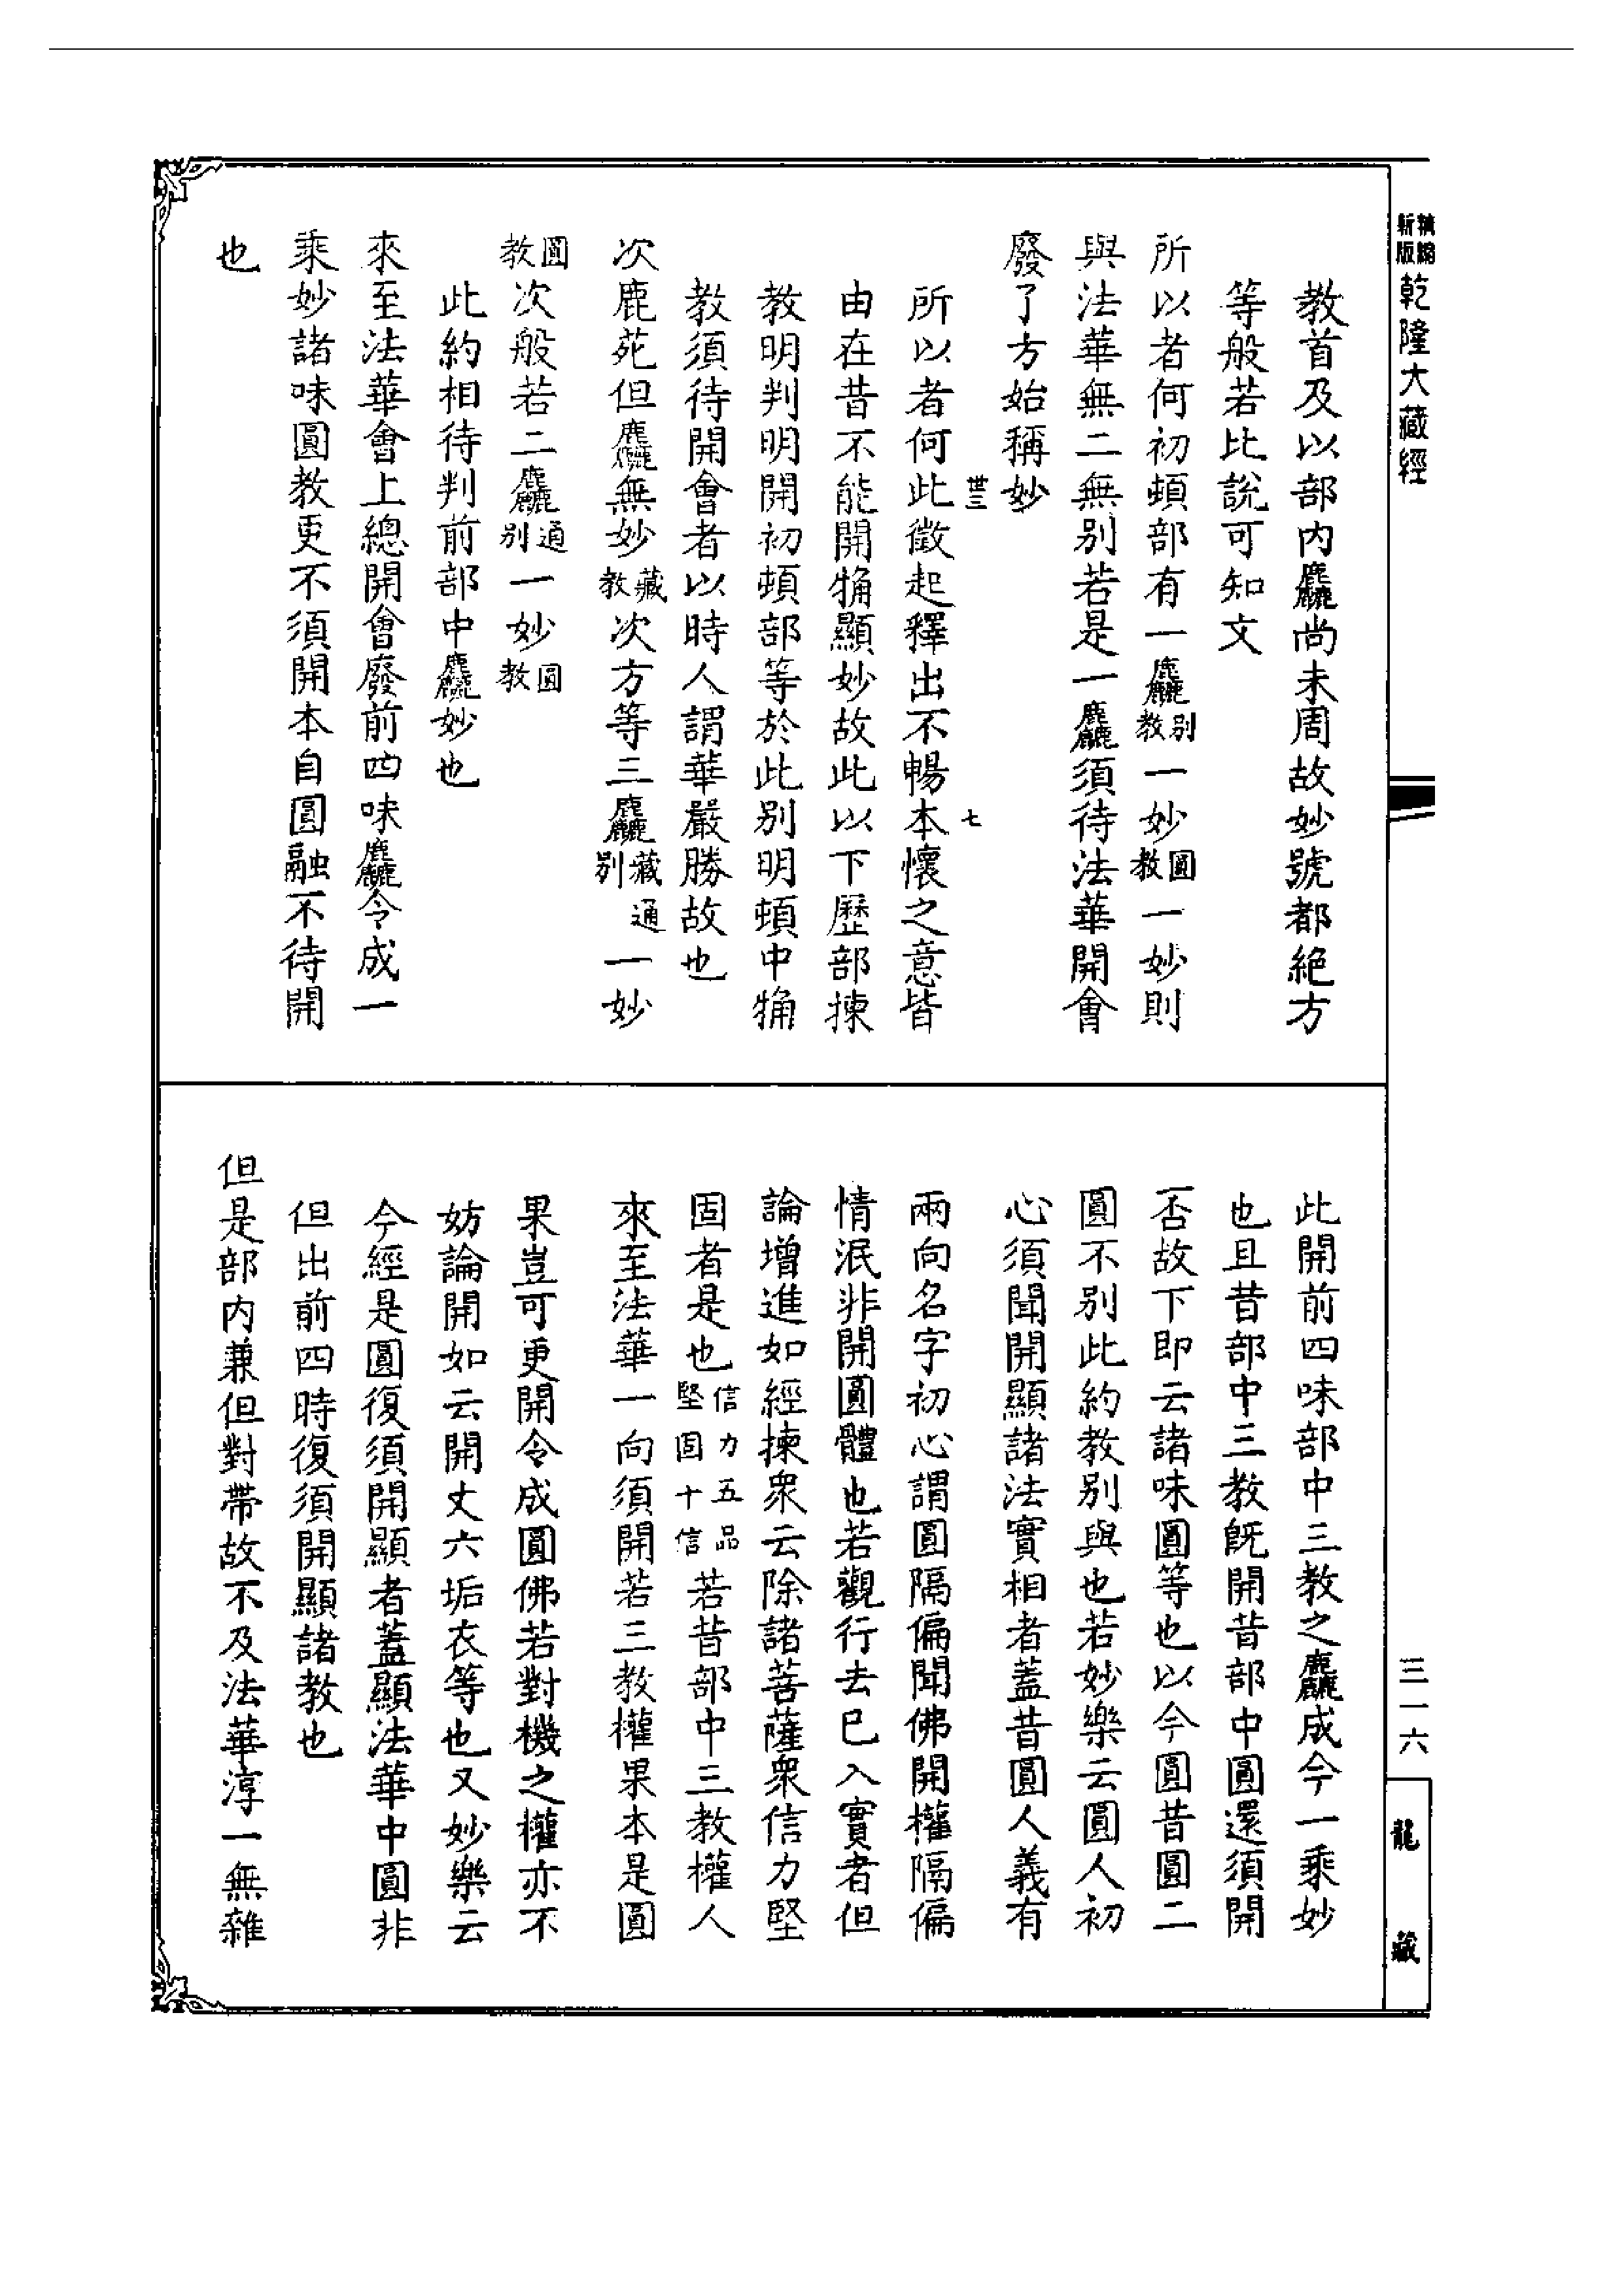 精編
新版
乾隆大藏經
教首及以部內麤尚未周故妙號都絕方
等般若比說可知文
所以者何初頓部有一麤別教一妙圓教一妙則
與法華無二無別若是一麤須待法華開會
廢了方始稱妙
世三
七
所以者何此徵起釋出不暢本懷之意皆
由在昔不能開觕顯妙故此以下歷部揀
教明判明開初頓部等於此別明頓中觕
教須待開會者以時人謂華嚴勝故也
次鹿苑但麤無妙藏教次方等三麤藏通別一妙
圓教次般若二麤通別一妙圓教
此約相待判前部中麤妙也
來至法華會上總開會廢前四味麤令成一
乘妙諸味圓教更不須開本自圓融不待開
也
此開前四味部中三教之麤成今一乘妙
也且昔部中三教旣開昔部中圓還須開
否故下即云諸味圓等也以今圓昔圓二
圓不別此約教別與也若妙樂云圓人初
心須聞開顯諸法實相者蓋昔圓人義有
兩向名字初心謂圓隔偏聞佛開權隔偏
情泯非開圓體也若觀行去已入實者但
論增進如經揀眾云除諸菩薩眾信力堅
固者是也信力五品堅固十信若昔部中三教權人
來至法華一向須開若三教權果本是圓
果豈可更開令成圓佛若對機之權亦不
妨論開如云開丈六垢衣等也又妙樂云
今經是圓復須開顯者蓋顯法華中圓非
但出前四時復須開顯諸教也
但是部內兼但對帶故不及法華淳一無雜
三一六
龍藏